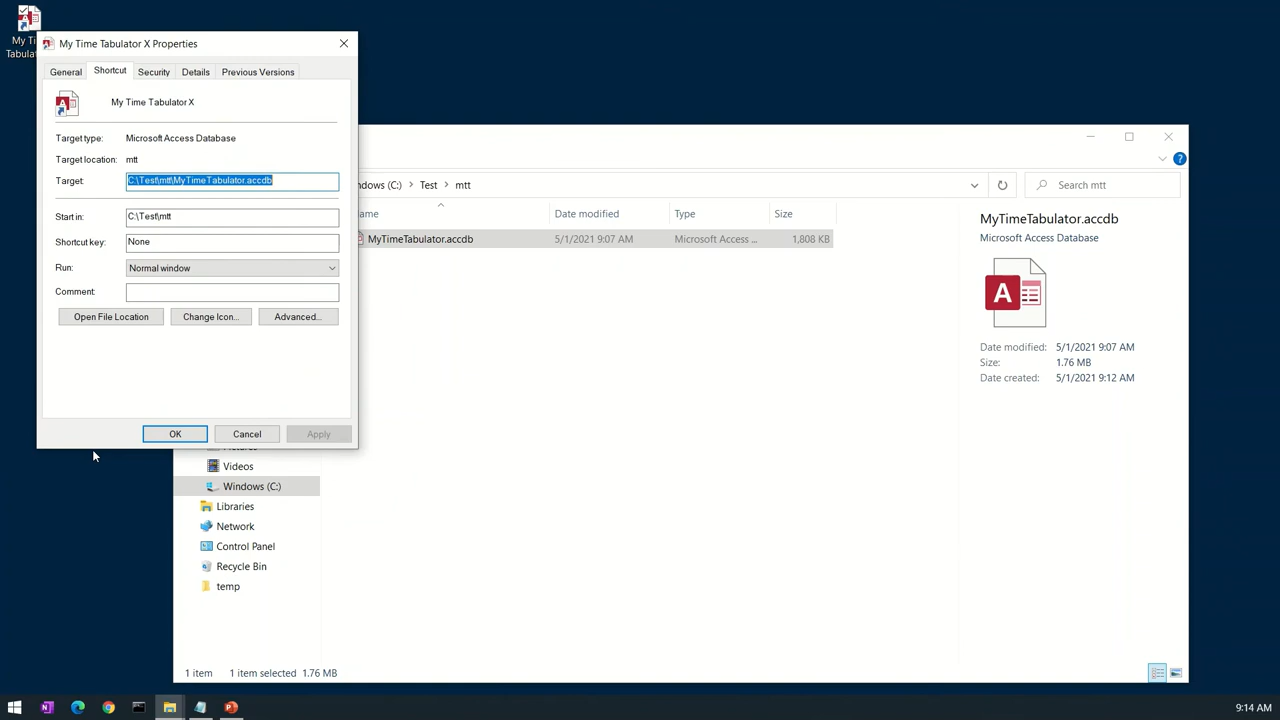 My Ti
Tabula
My Time Tabulator X Properties
General
Shortcut
Security
Details
Previous Versions
My Time Tabulator X
Target type: Microsoft Access Database
Target location: mtt
Target: C:\Test\mtt\MyTimeTabulator.accdb
Start in: C:\Test\mtt
Shortcut key: None
Run: Normal window
Comment:
Open File Location
Change Icon...
Advanced...
OK
Cancel
Apply
ndows (C:) > Test > mtt
Search mtt
ame
Date modified
Type
Size
MyTimeTabulator.accdb
5/1/2021 9:07 AM
Microsoft Access ...
1,808 KB
MyTimeTabulator.accdb
Microsoft Access Database
Date modified: 5/1/2021 9:07 AM
Size: 1.76 MB
Date created: 5/1/2021 9:12 AM
Videos
Windows (C:)
Libraries
Network
Control Panel
Recycle Bin
temp
1 item
1 item selected 1.76 MB
9:14 AM